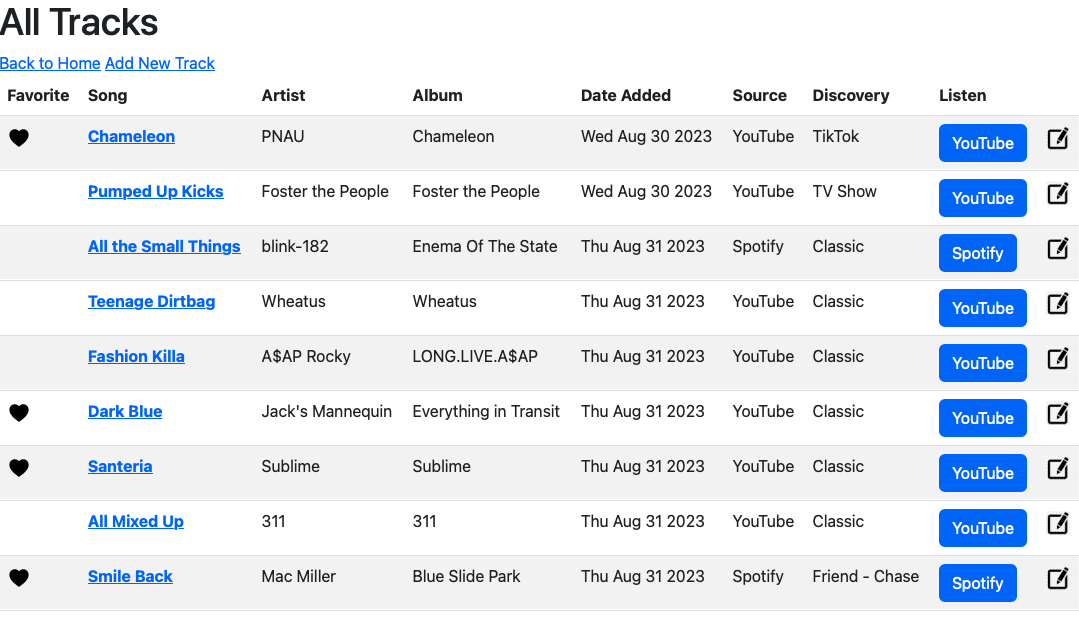 All Tracks
Back to Home Add New Track
Favorite Song Artist Album Date Added Source Discovery Listen
Chameleon PNAU Chameleon Wed Aug 30 2023 YouTube TikTok YouTube
Pumped Up Kicks Foster the People Foster the People Wed Aug 30 2023 YouTube TV Show YouTube
All the Small Things blink-182 Enema Of The State Thu Aug 31 2023 Spotify Classic Spotify
Teenage Dirtbag Wheatus Wheatus Thu Aug 31 2023 YouTube Classic YouTube
Fashion Killa A$AP Rocky LONG.LIVE.A$AP Thu Aug 31 2023 YouTube Classic YouTube
Dark Blue Jack's Mannequin Everything in Transit Thu Aug 31 2023 YouTube Classic YouTube
Santeria Sublime Sublime Thu Aug 31 2023 YouTube Classic YouTube
All Mixed Up 311 311 Thu Aug 31 2023 YouTube Classic YouTube
Smile Back Mac Miller Blue Slide Park Thu Aug 31 2023 Spotify Friend - Chase Spotify